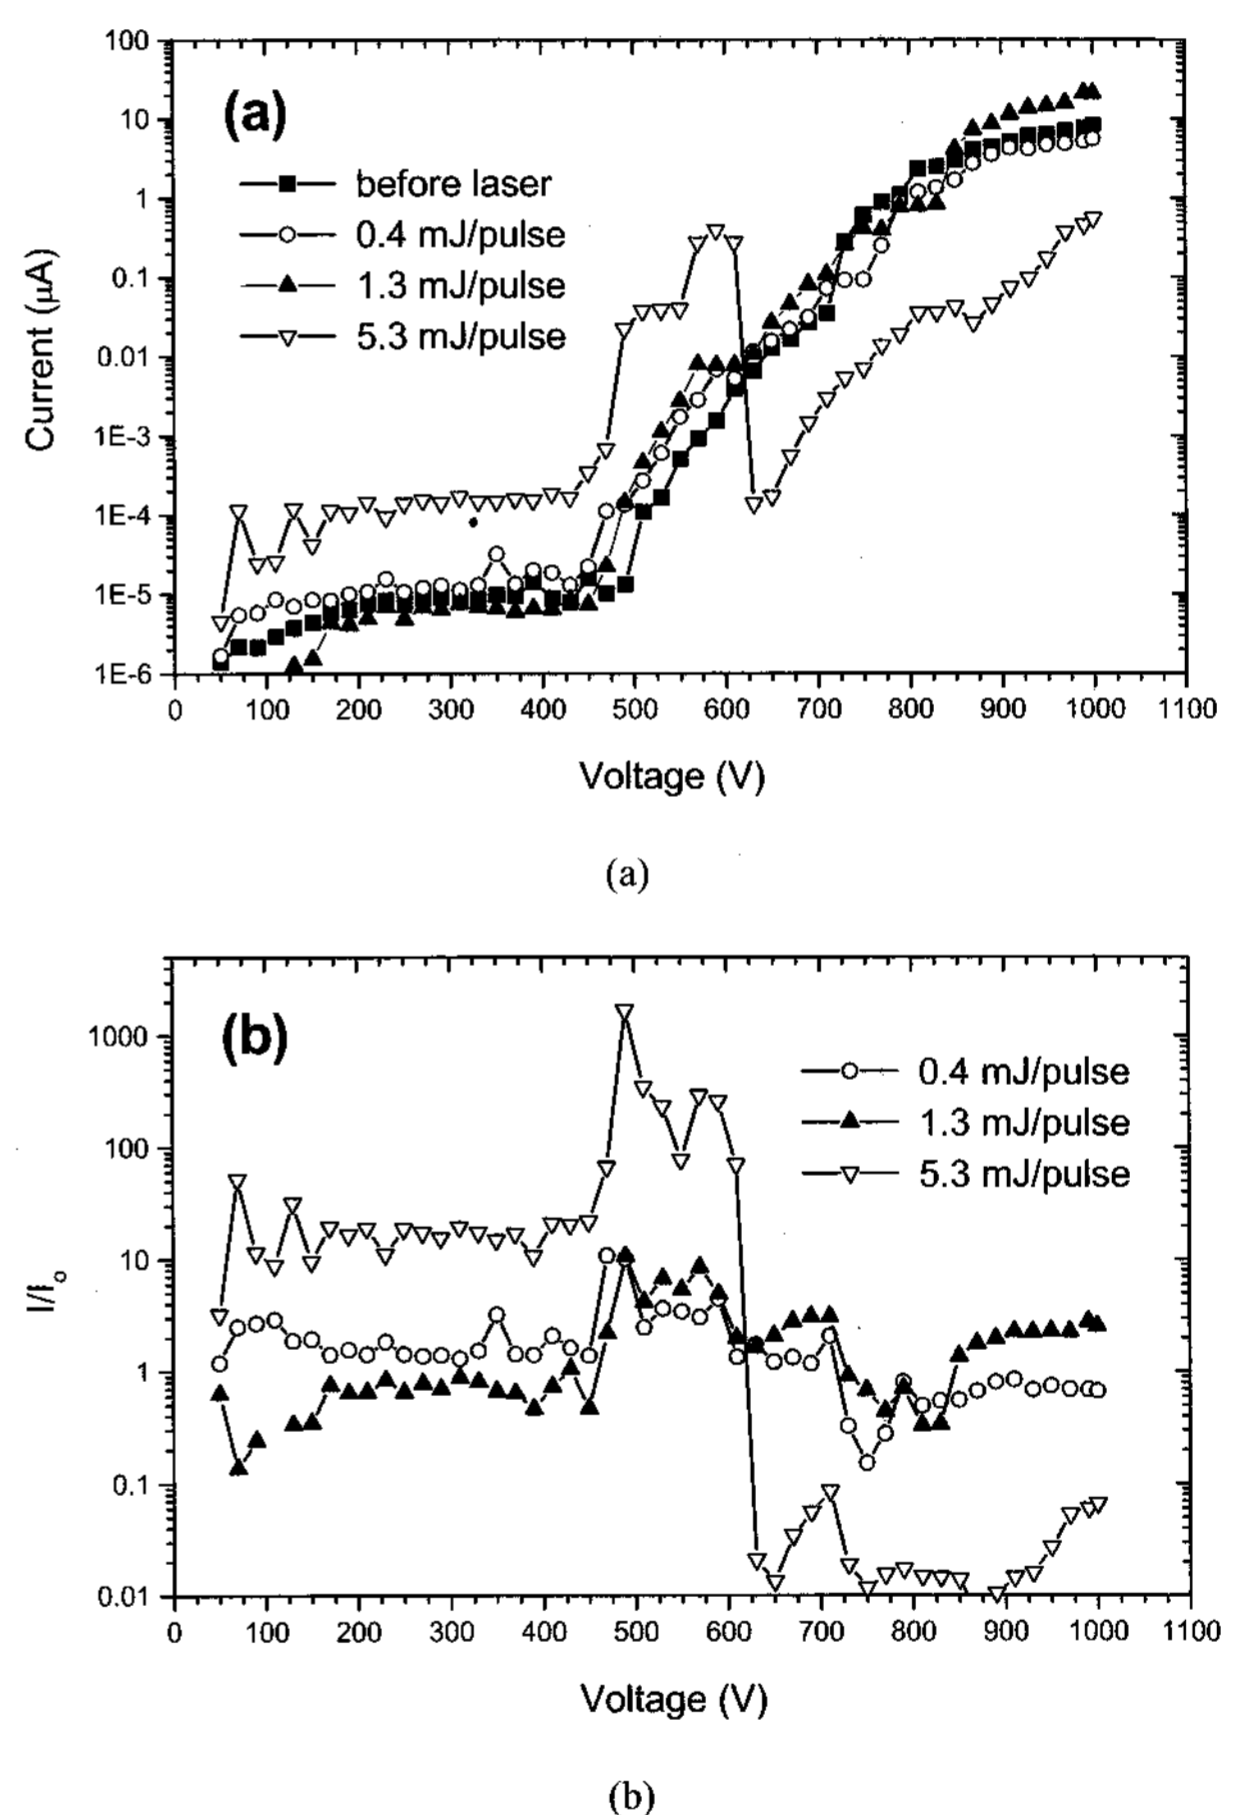 (a)
before laser
0.4 mJ/pulse
1.3 mJ/pulse
5.3 mJ/pulse
100
10
1
0.1
0.01
1E-3
1E-4
1E-5
1E-6
Current (μA)
0 100 200 300 400 500 600 700 800 900 1000 1100
Voltage (V)
(a)
(b)
0.4 mJ/pulse
1.3 mJ/pulse
5.3 mJ/pulse
1000
100
10
1
0.1
0.01
I/I₀
0 100 200 300 400 500 600 700 800 900 1000 1100
Voltage (V)
(b)